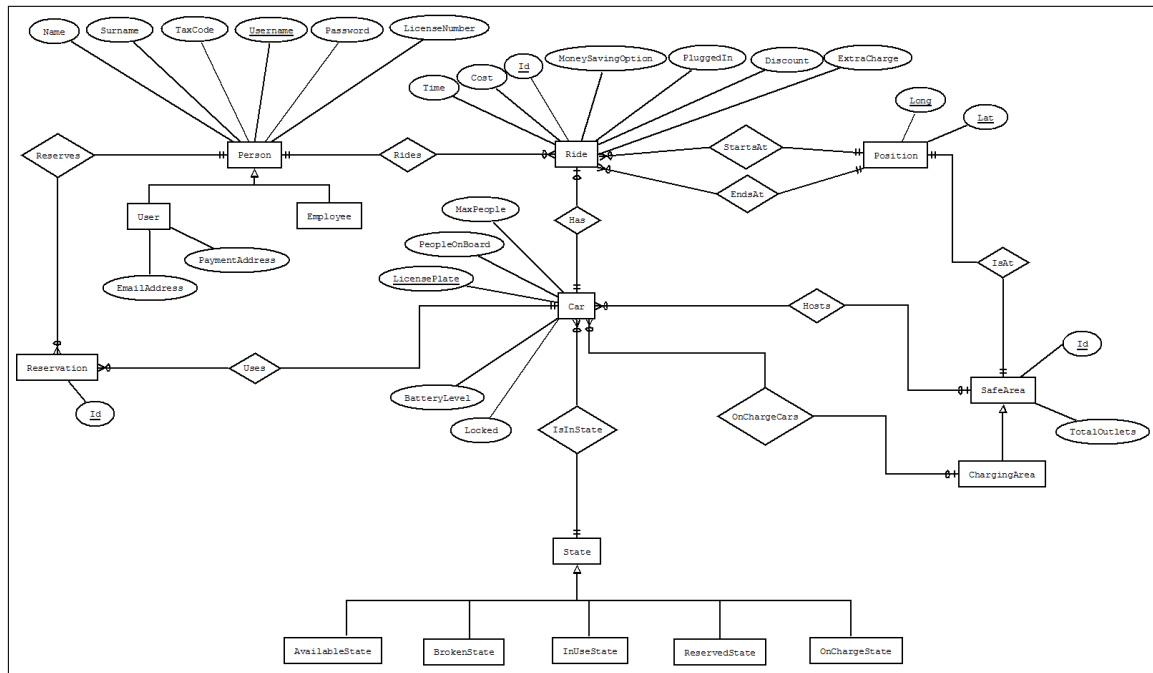 Name
Surname
TaxCode
Username
Password
LicenseNumber
Time
Cost
Id
MoneySavingOption
PluggedIn
Discount
ExtraCharge
Long
Lat
Reserves
Person
Rides
Ride
StartsAt
Position
EndsAt
User
Employee
MaxPeople
Has
PeopleOnBoard
PaymentAddress
IsAt
EmailAddress
LicensePlate
Car
Hosts
Reservation
Uses
Id
SafeArea
Id
BatteryLevel
OnChargeCars
Locked
IsInState
TotalOutlets
ChargingArea
State
AvailableState
BrokenState
InUseState
ReservedState
OnChargeState